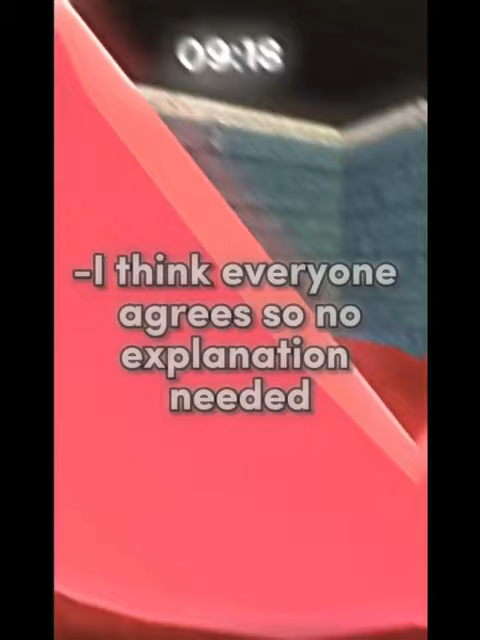 09:18
-I think everyone
agrees so no
explanation
needed